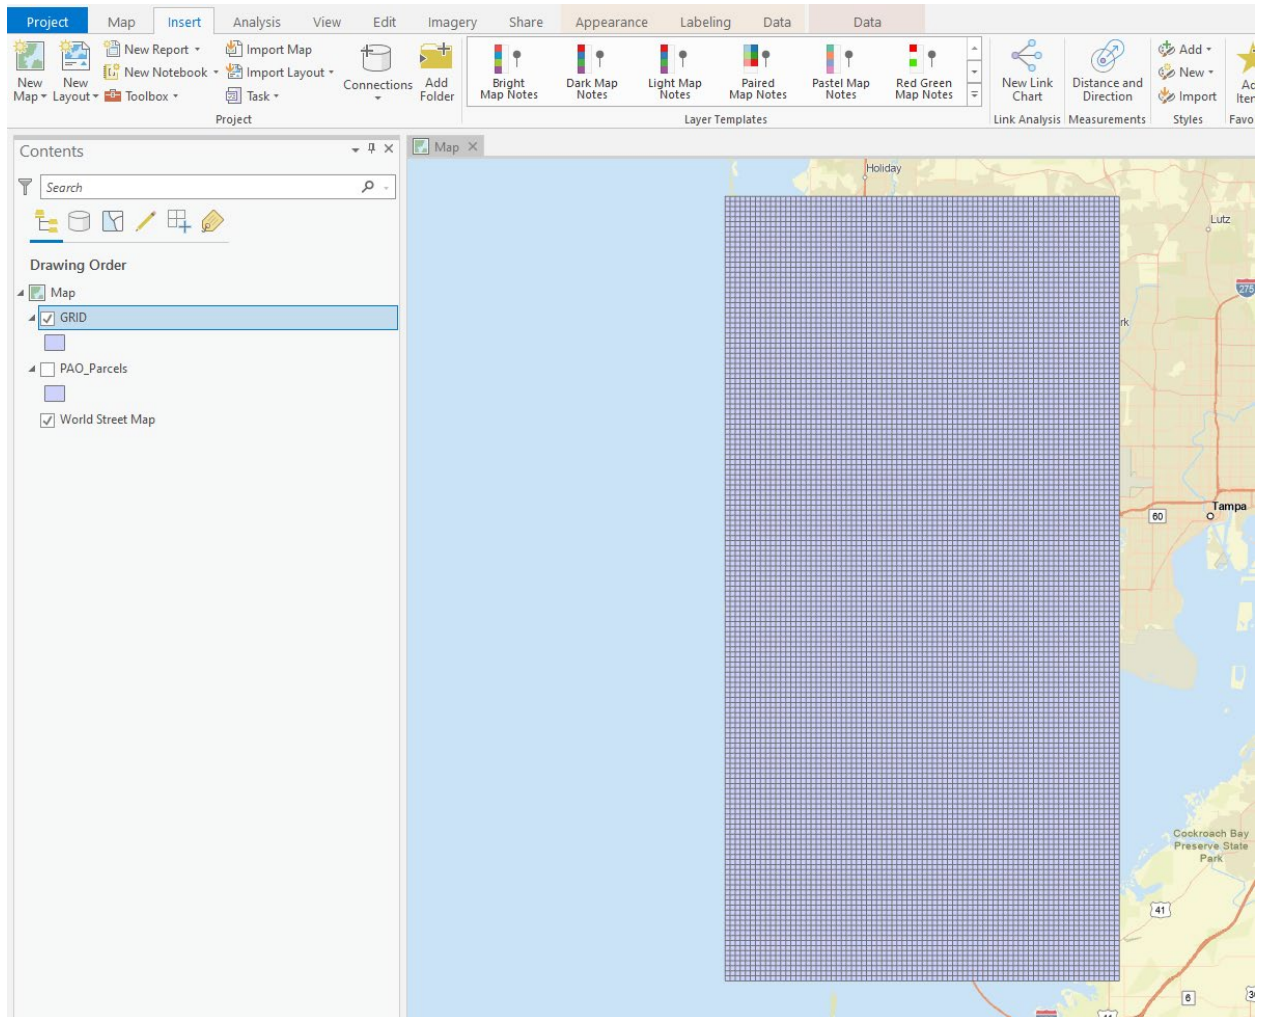 Project Map Insert Analysis View Edit Imagery Share Appearance Labeling Data Data
New Map
New Layout
New Report
New Notebook
Toolbox
Import Map
Import Layout
Task
Connections
Add Folder
Project
Bright Map Notes
Dark Map Notes
Light Map Notes
Paired Map Notes
Pastel Map Notes
Red Green Map Notes
Layer Templates
New Link Chart
Link Analysis
Distance and Direction
Measurements
Add
New
Import
Styles
Contents
Search
Drawing Order
Map
GRID
PAO_Parcels
World Street Map
Map
Holiday
Lutz
275
60
Tampa
Cockroach Bay
Preserve State
Park
41
6